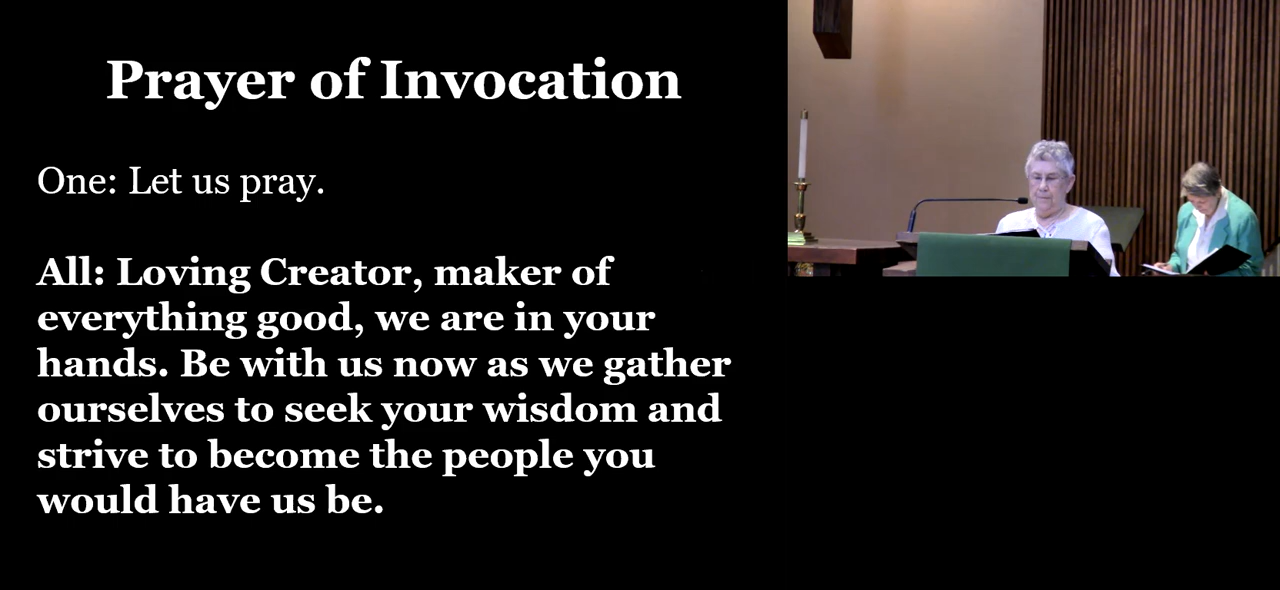 Prayer of Invocation
One: Let us pray.
All: Loving Creator, maker of
everything good, we are in your
hands. Be with us now as we gather
ourselves to seek your wisdom and
strive to become the people you
would have us be.